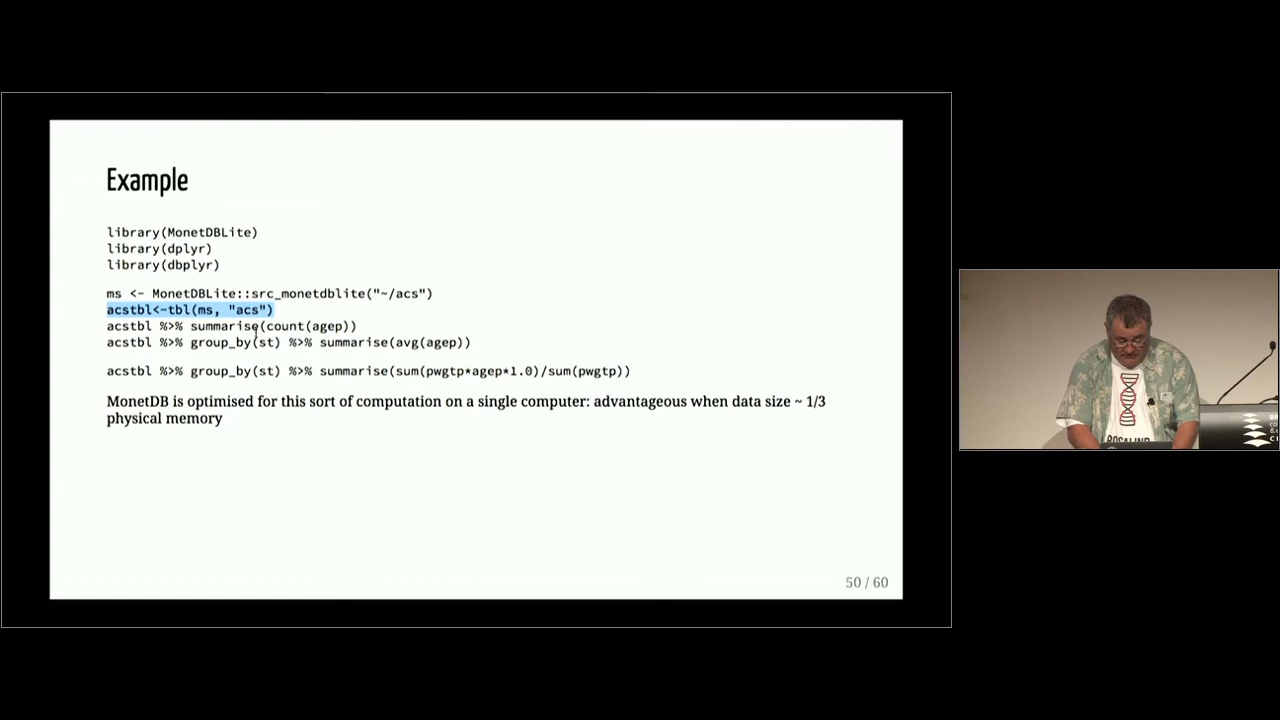 Example
library(MonetDBLite)
library(dplyr)
library(dbplyr)
ms <- MonetDBLite::src_monetdblite("~/acs")
acstbl<-tbl(ms, "acs")
acstbl %>% summarise(count(agep))
acstbl %>% group_by(st) %>% summarise(avg(agep))
acstbl %>% group_by(st) %>% summarise(sum(pwgtp*agep*1.0)/sum(pwgtp))
MonetDB is optimised for this sort of computation on a single computer: advantageous when data size ~ 1/3
physical memory
50 / 60
ROSALIND